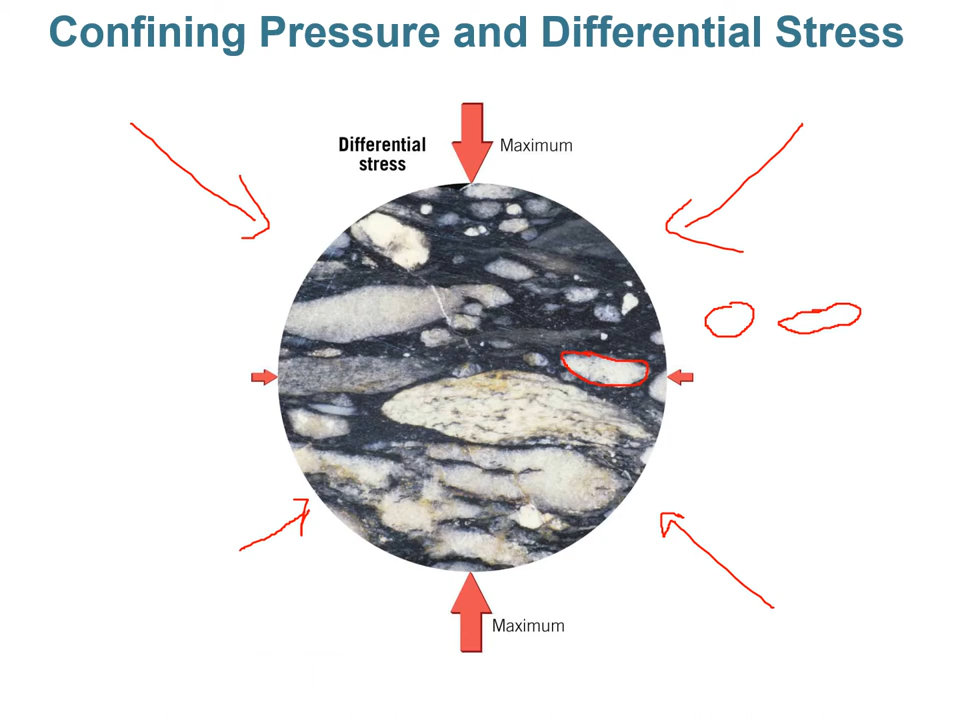 Confining Pressure and Differential Stress
Differential
stress
Maximum
Maximum